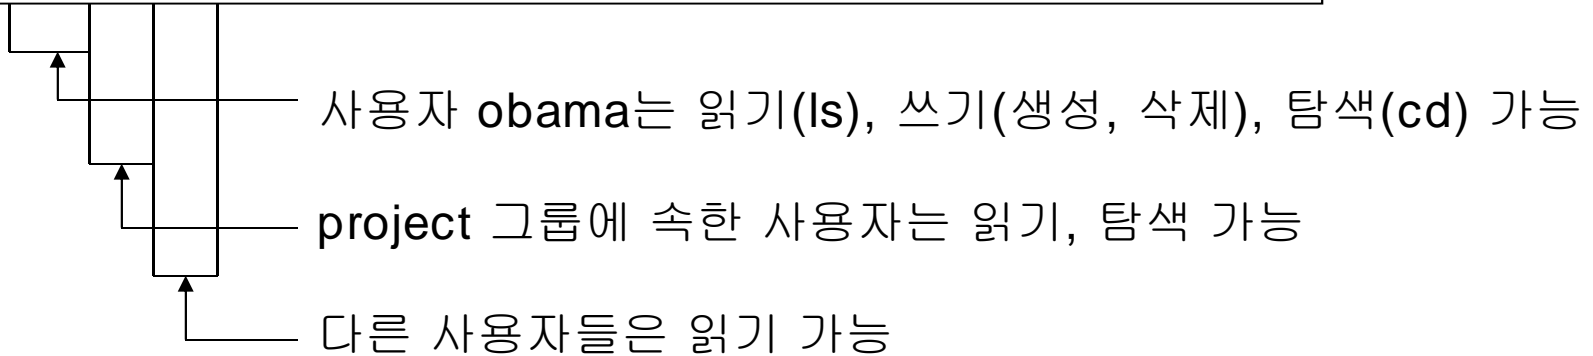 사용자 obama는 읽기(ls), 쓰기(생성, 삭제), 탐색(cd) 가능
project 그룹에 속한 사용자는 읽기, 탐색 가능
다른 사용자들은 읽기 가능